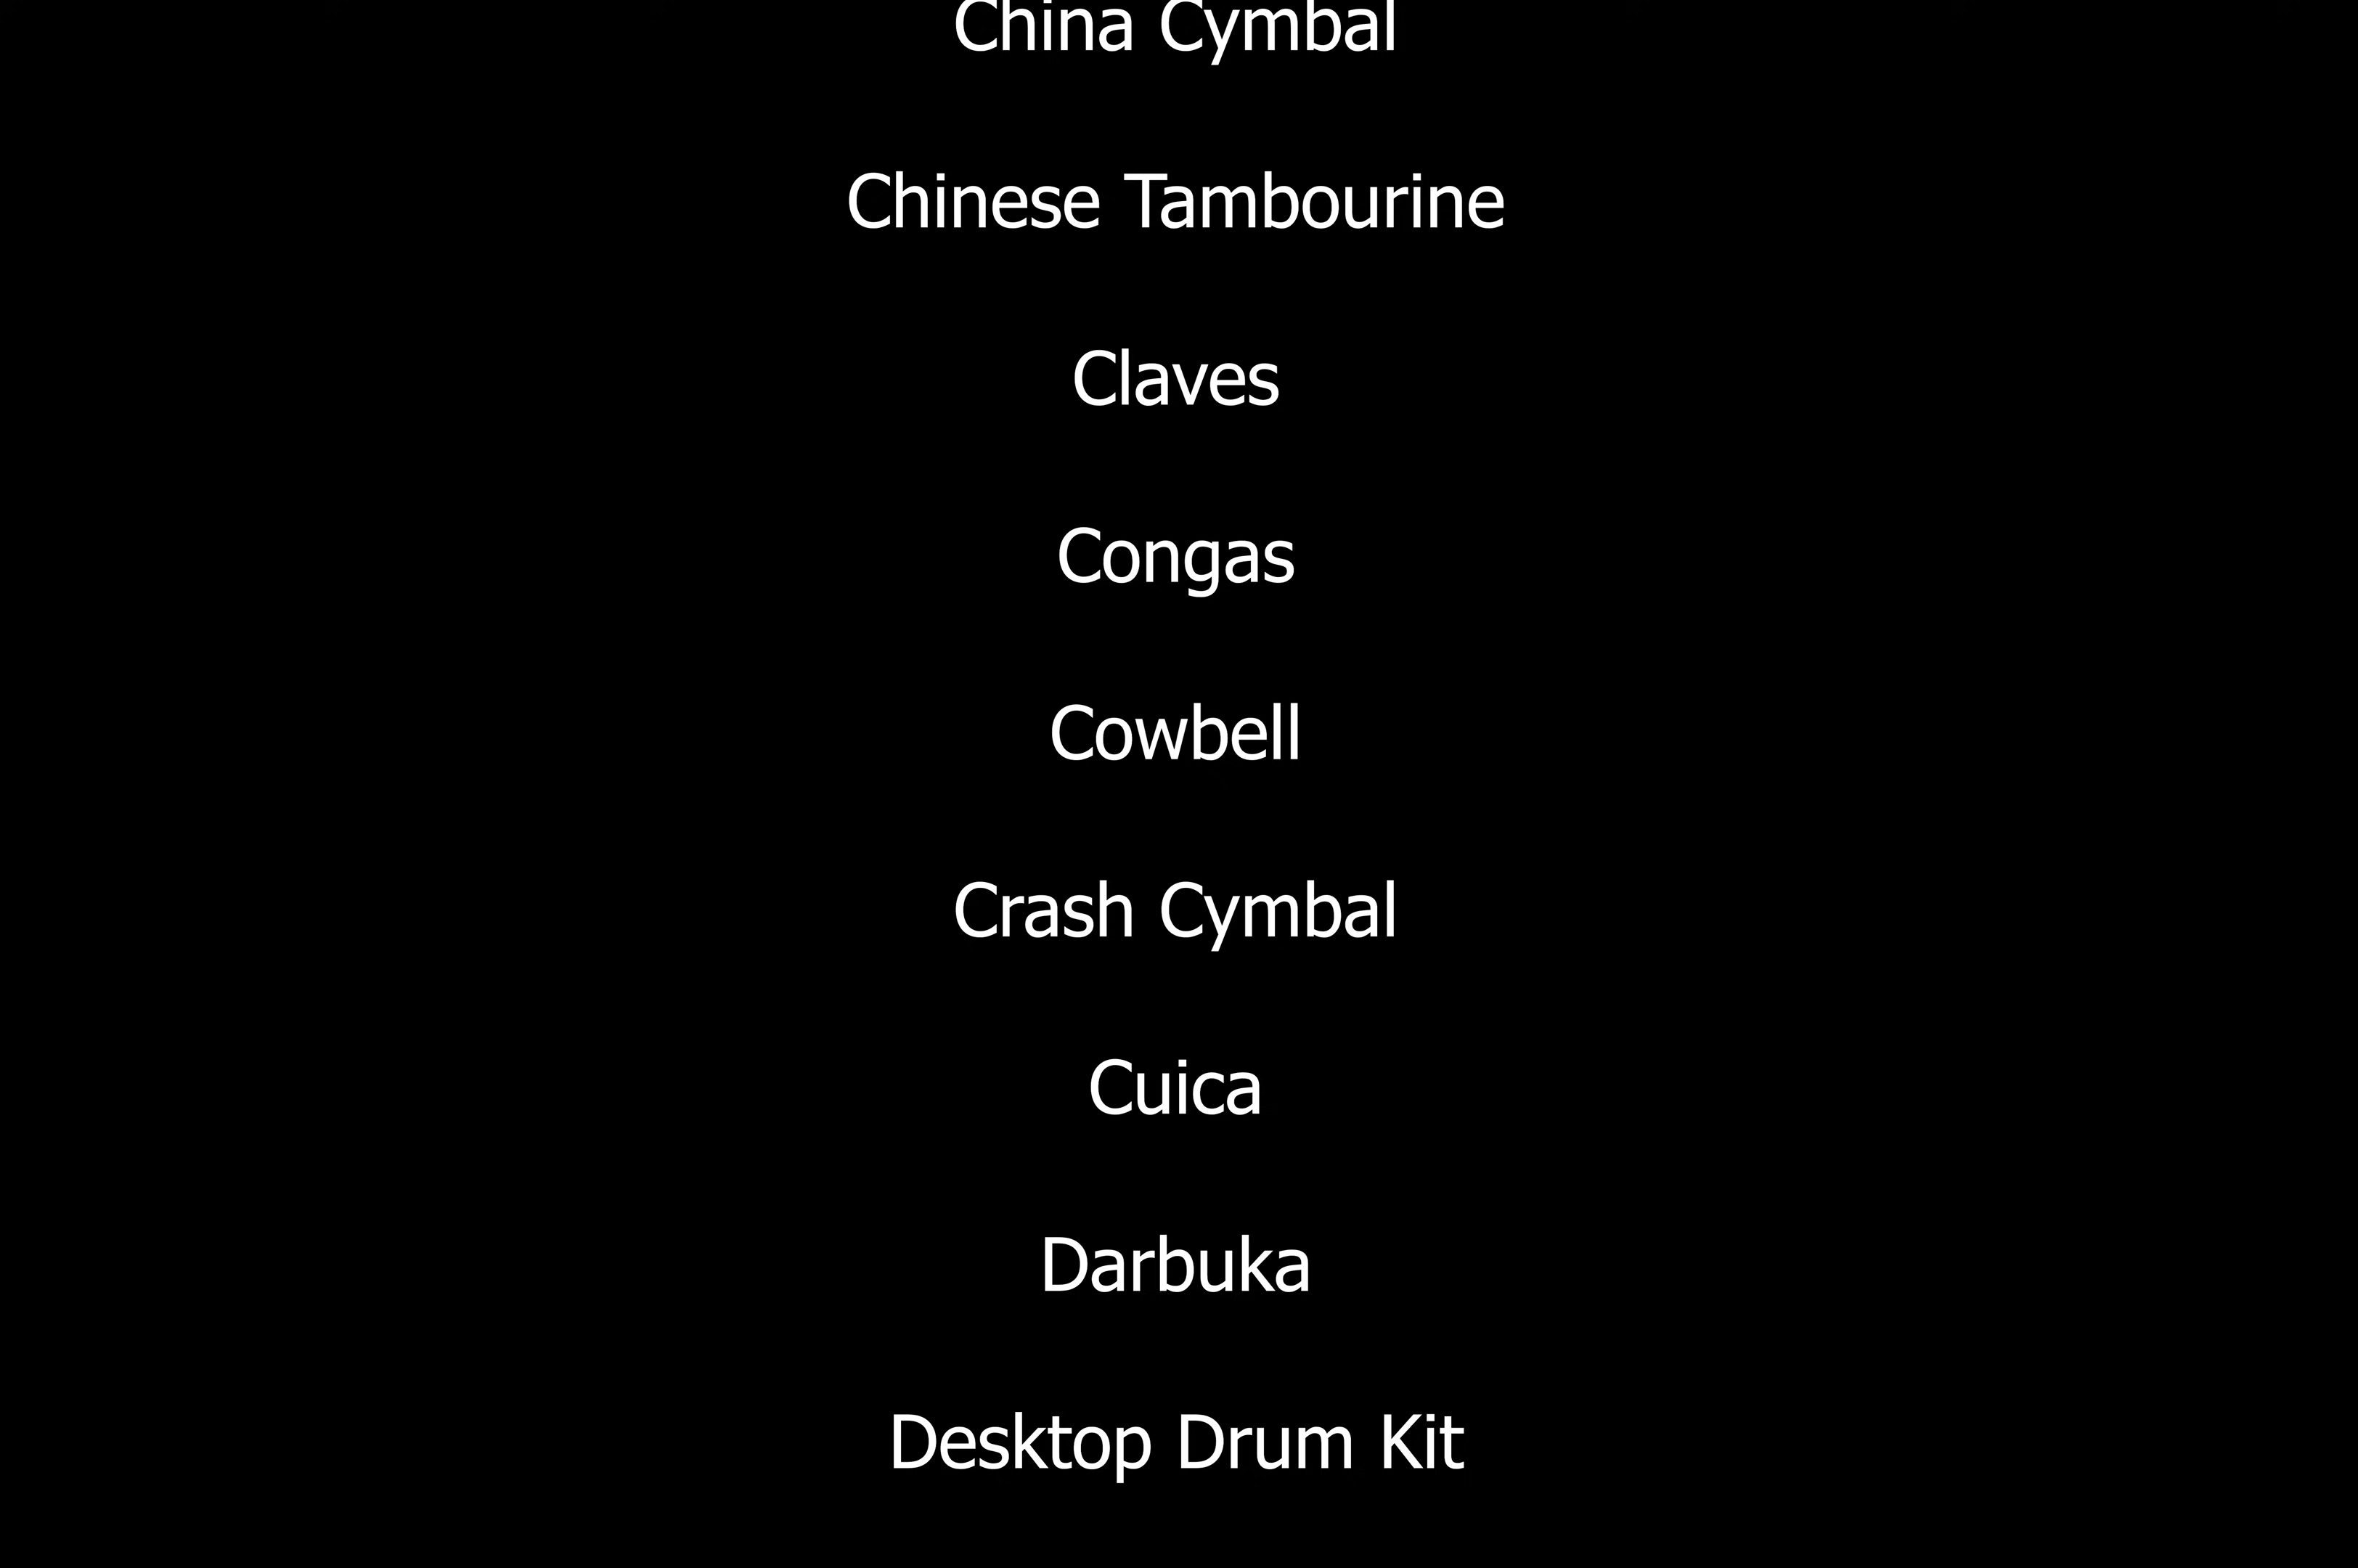 China Cymbal
Chinese Tambourine
Claves
Congas
Cowbell
Crash Cymbal
Cuica
Darbuka
Desktop Drum Kit